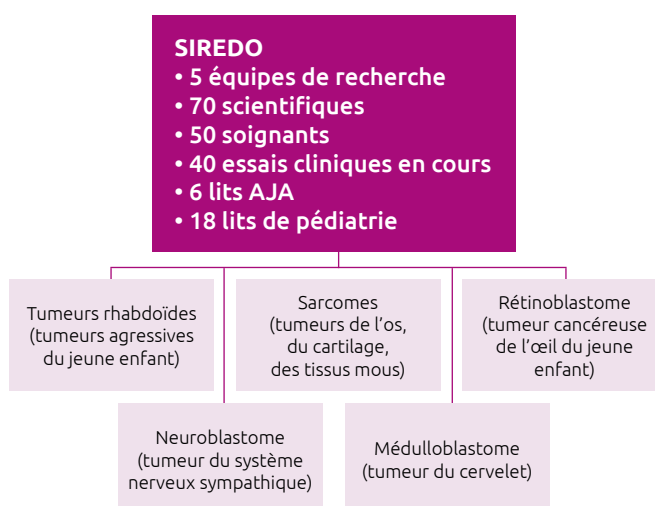 SIREDO
• 5 équipes de recherche
• 70 scientifiques
• 50 soignants
• 40 essais cliniques en cours
• 6 lits AJA
• 18 lits de pédiatrie
Tumeurs rhabdoïdes
(tumeurs agressives
du jeune enfant)
Sarcomes
(tumeurs de l’os,
du cartilage,
des tissus mous)
Rétinoblastome
(tumeur cancéreuse
de l’œil du jeune
enfant)
Neuroblastome
(tumeur du système
nerveux sympathique)
Médulloblastome
(tumeur du cervelet)